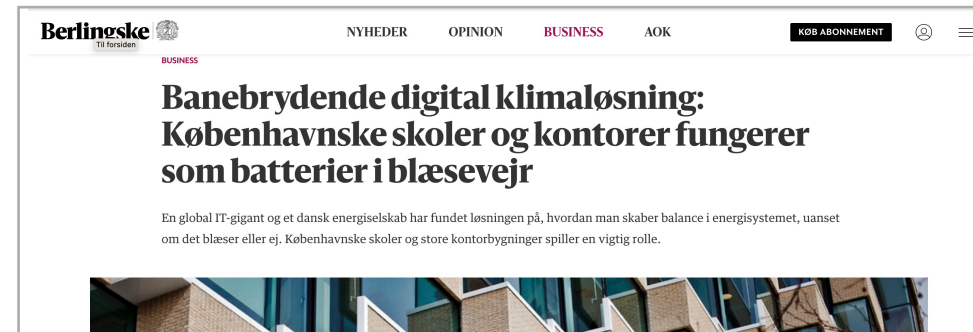 Berlingske
Til forsiden
NYHEDER OPINION BUSINESS AOK
KØB ABONNEMENT
BUSINESS
Banebrydende digital klimaløsning:
Københavnske skoler og kontorer fungerer
som batterier i blæsevejr
En global IT-gigant og et dansk energiselskab har fundet løsningen på, hvordan man skaber balance i energisystemet, uanset
om det blæser eller ej. Københavnske skoler og store kontorbygninger spiller en vigtig rolle.